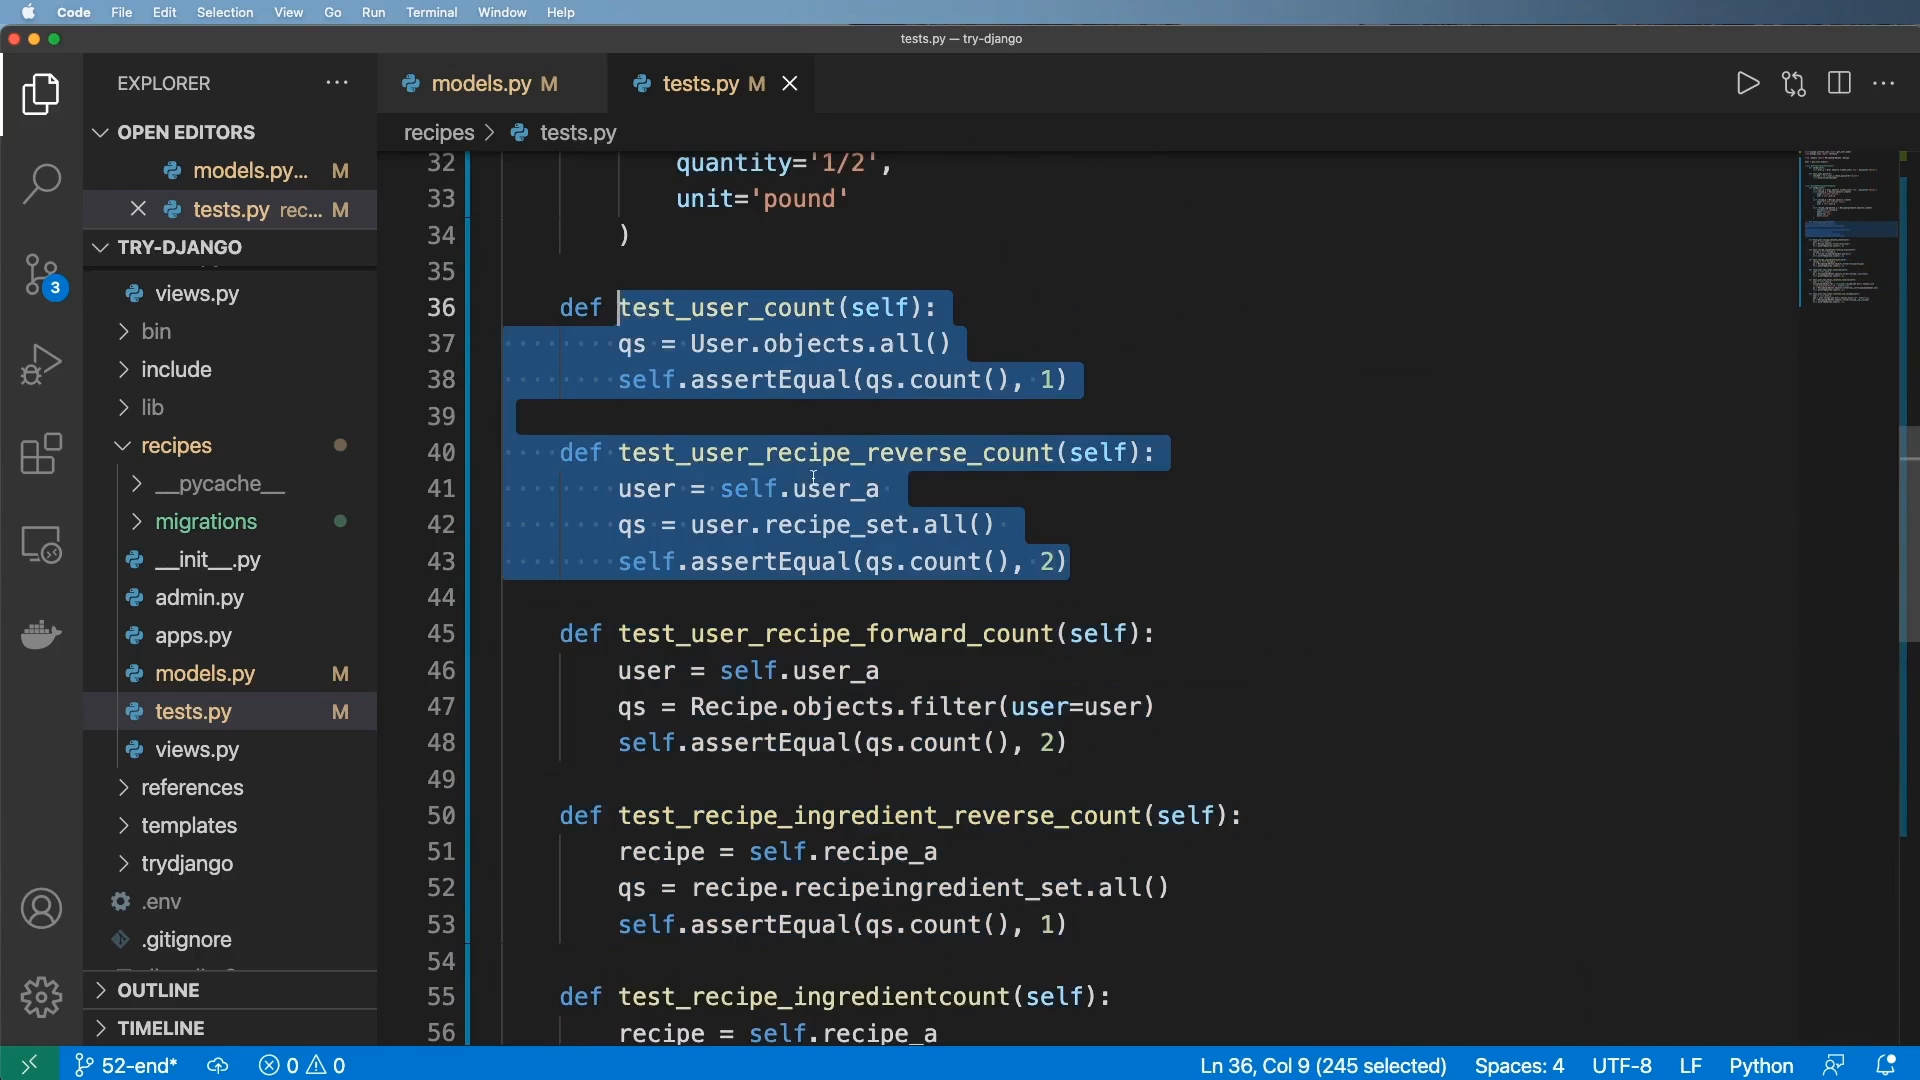 Code File Edit Selection View Go Run Terminal Window Help
tests.py — try-django
EXPLORER
OPEN EDITORS
models.py... M
tests.py rec... M
TRY-DJANGO
views.py
bin
include
lib
recipes
__pycache__
migrations
__init__.py
admin.py
apps.py
models.py M
tests.py M
views.py
references
templates
trydjango
.env
.gitignore
OUTLINE
TIMELINE
3
models.py M
tests.py M
recipes > tests.py
32 quantity='1/2',
33 unit='pound'
34 )
35
36 def test_user_count(self):
37 qs = User.objects.all()
38 self.assertEqual(qs.count(), 1)
39
40 def test_user_recipe_reverse_count(self):
41 user = self.user_a
42 qs = user.recipe_set.all()
43 self.assertEqual(qs.count(), 2)
44
45 def test_user_recipe_forward_count(self):
46 user = self.user_a
47 qs = Recipe.objects.filter(user=user)
48 self.assertEqual(qs.count(), 2)
49
50 def test_recipe_ingredient_reverse_count(self):
51 recipe = self.recipe_a
52 qs = recipe.recipeingredient_set.all()
53 self.assertEqual(qs.count(), 1)
54
55 def test_recipe_ingredientcount(self):
56 recipe = self.recipe_a
52-end* 0 0 Ln 36, Col 9 (245 selected) Spaces: 4 UTF-8 LF Python